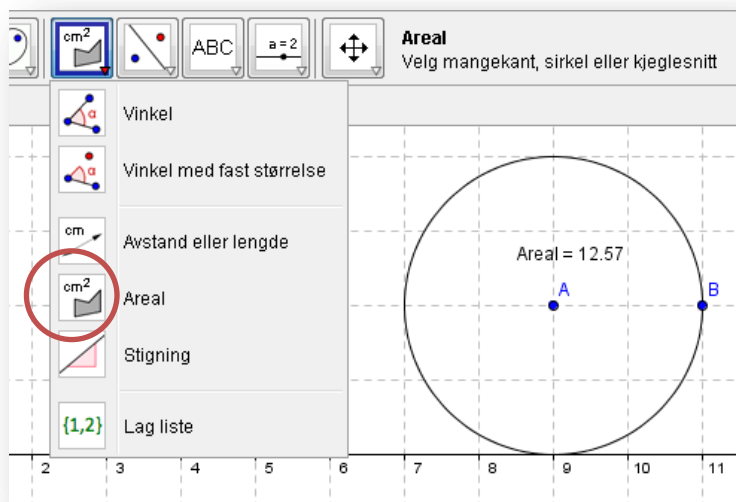 cm²
ABC
a = 2
Areal
Velg mangekant, sirkel eller kjeglesnitt
α
Vinkel
α
Vinkel med fast størrelse
cm
Avstand eller lengde
cm²
Areal
Stigning
{1,2}
Lag liste
Areal = 12.57
A
B
2 3 4 5 6 7 8 9 10 11